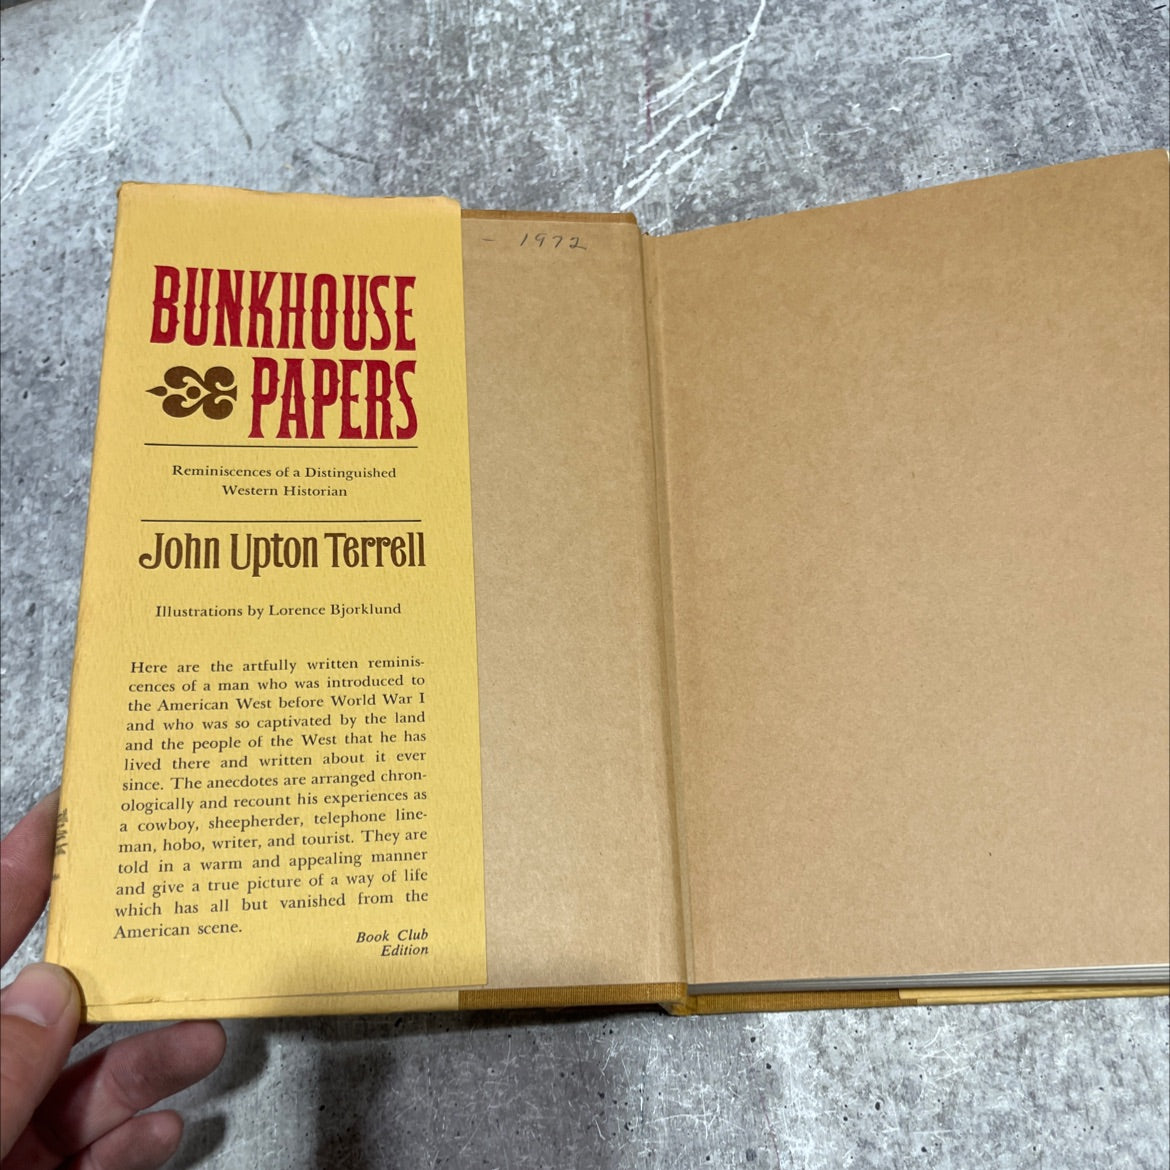 BUNKHOUSE
PAPERS
Reminiscences of a Distinguished
Western Historian
John Upton Terrell
Illustrations by Lorence Bjorklund
Here are the artfully written reminis-
cences of a man who was introduced to
the American West before World War I
and who was so captivated by the land
and the people of the West that he has
lived there and written about it ever
since. The anecdotes are arranged chron-
ologically and recount his experiences as
a cowboy, sheepherder, telephone line-
man, hobo, writer, and tourist. They are
told in a warm and appealing manner
and give a true picture of a way of life
which has all but vanished from the
American scene.
Book Club
Edition
- 1972